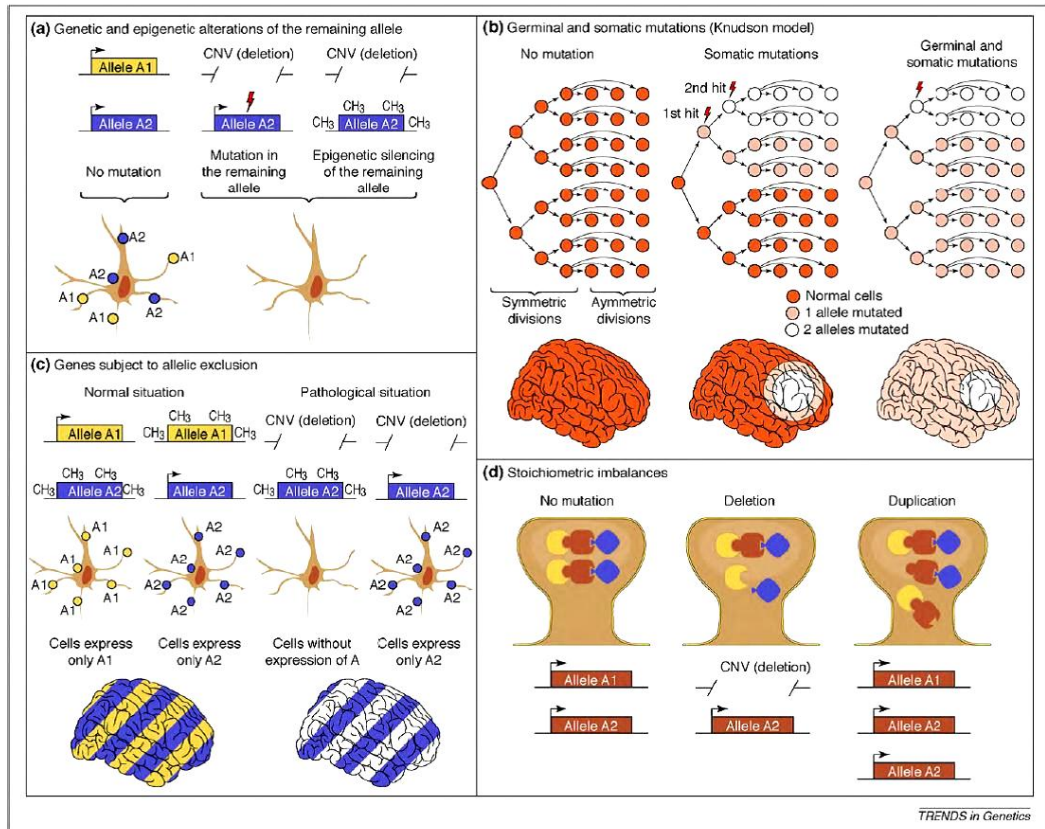 (a) Genetic and epigenetic alterations of the remaining allele
CNV (deletion) CNV (deletion)
Allele A1
CH3 CH3
Allele A2 Allele A2 CH3 Allele A2 CH3
No mutation Mutation in the remaining allele Epigenetic silencing of the remaining allele
A2
A1
A2
A1 A2
A1
(b) Germinal and somatic mutations (Knudson model)
No mutation Somatic mutations Germinal and somatic mutations
2nd hit
1st hit
Symmetric divisions Aymmetric divisions
Normal cells
1 allele mutated
2 alleles mutated
(c) Genes subject to allelic exclusion
Normal situation Pathological situation
CH3 CH3 CNV (deletion) CNV (deletion)
Allele A1 CH3 Allele A1 CH3
CH3 CH3 CH3 CH3
CH3 Allele A2 CH3 Allele A2 CH3 Allele A2 CH3 Allele A2
A1 A2 A2
A1 A1 A2 A2 A2 A2
A1 A1 A2 A2 A2 A2
A1 A2 A2
Cells express only A1 Cells express only A2 Cells without expression of A Cells express only A2
(d) Stoichiometric imbalances
No mutation Deletion Duplication
CNV (deletion)
Allele A1 Allele A1
Allele A2 Allele A2 Allele A2
Allele A2
TRENDS in Genetics